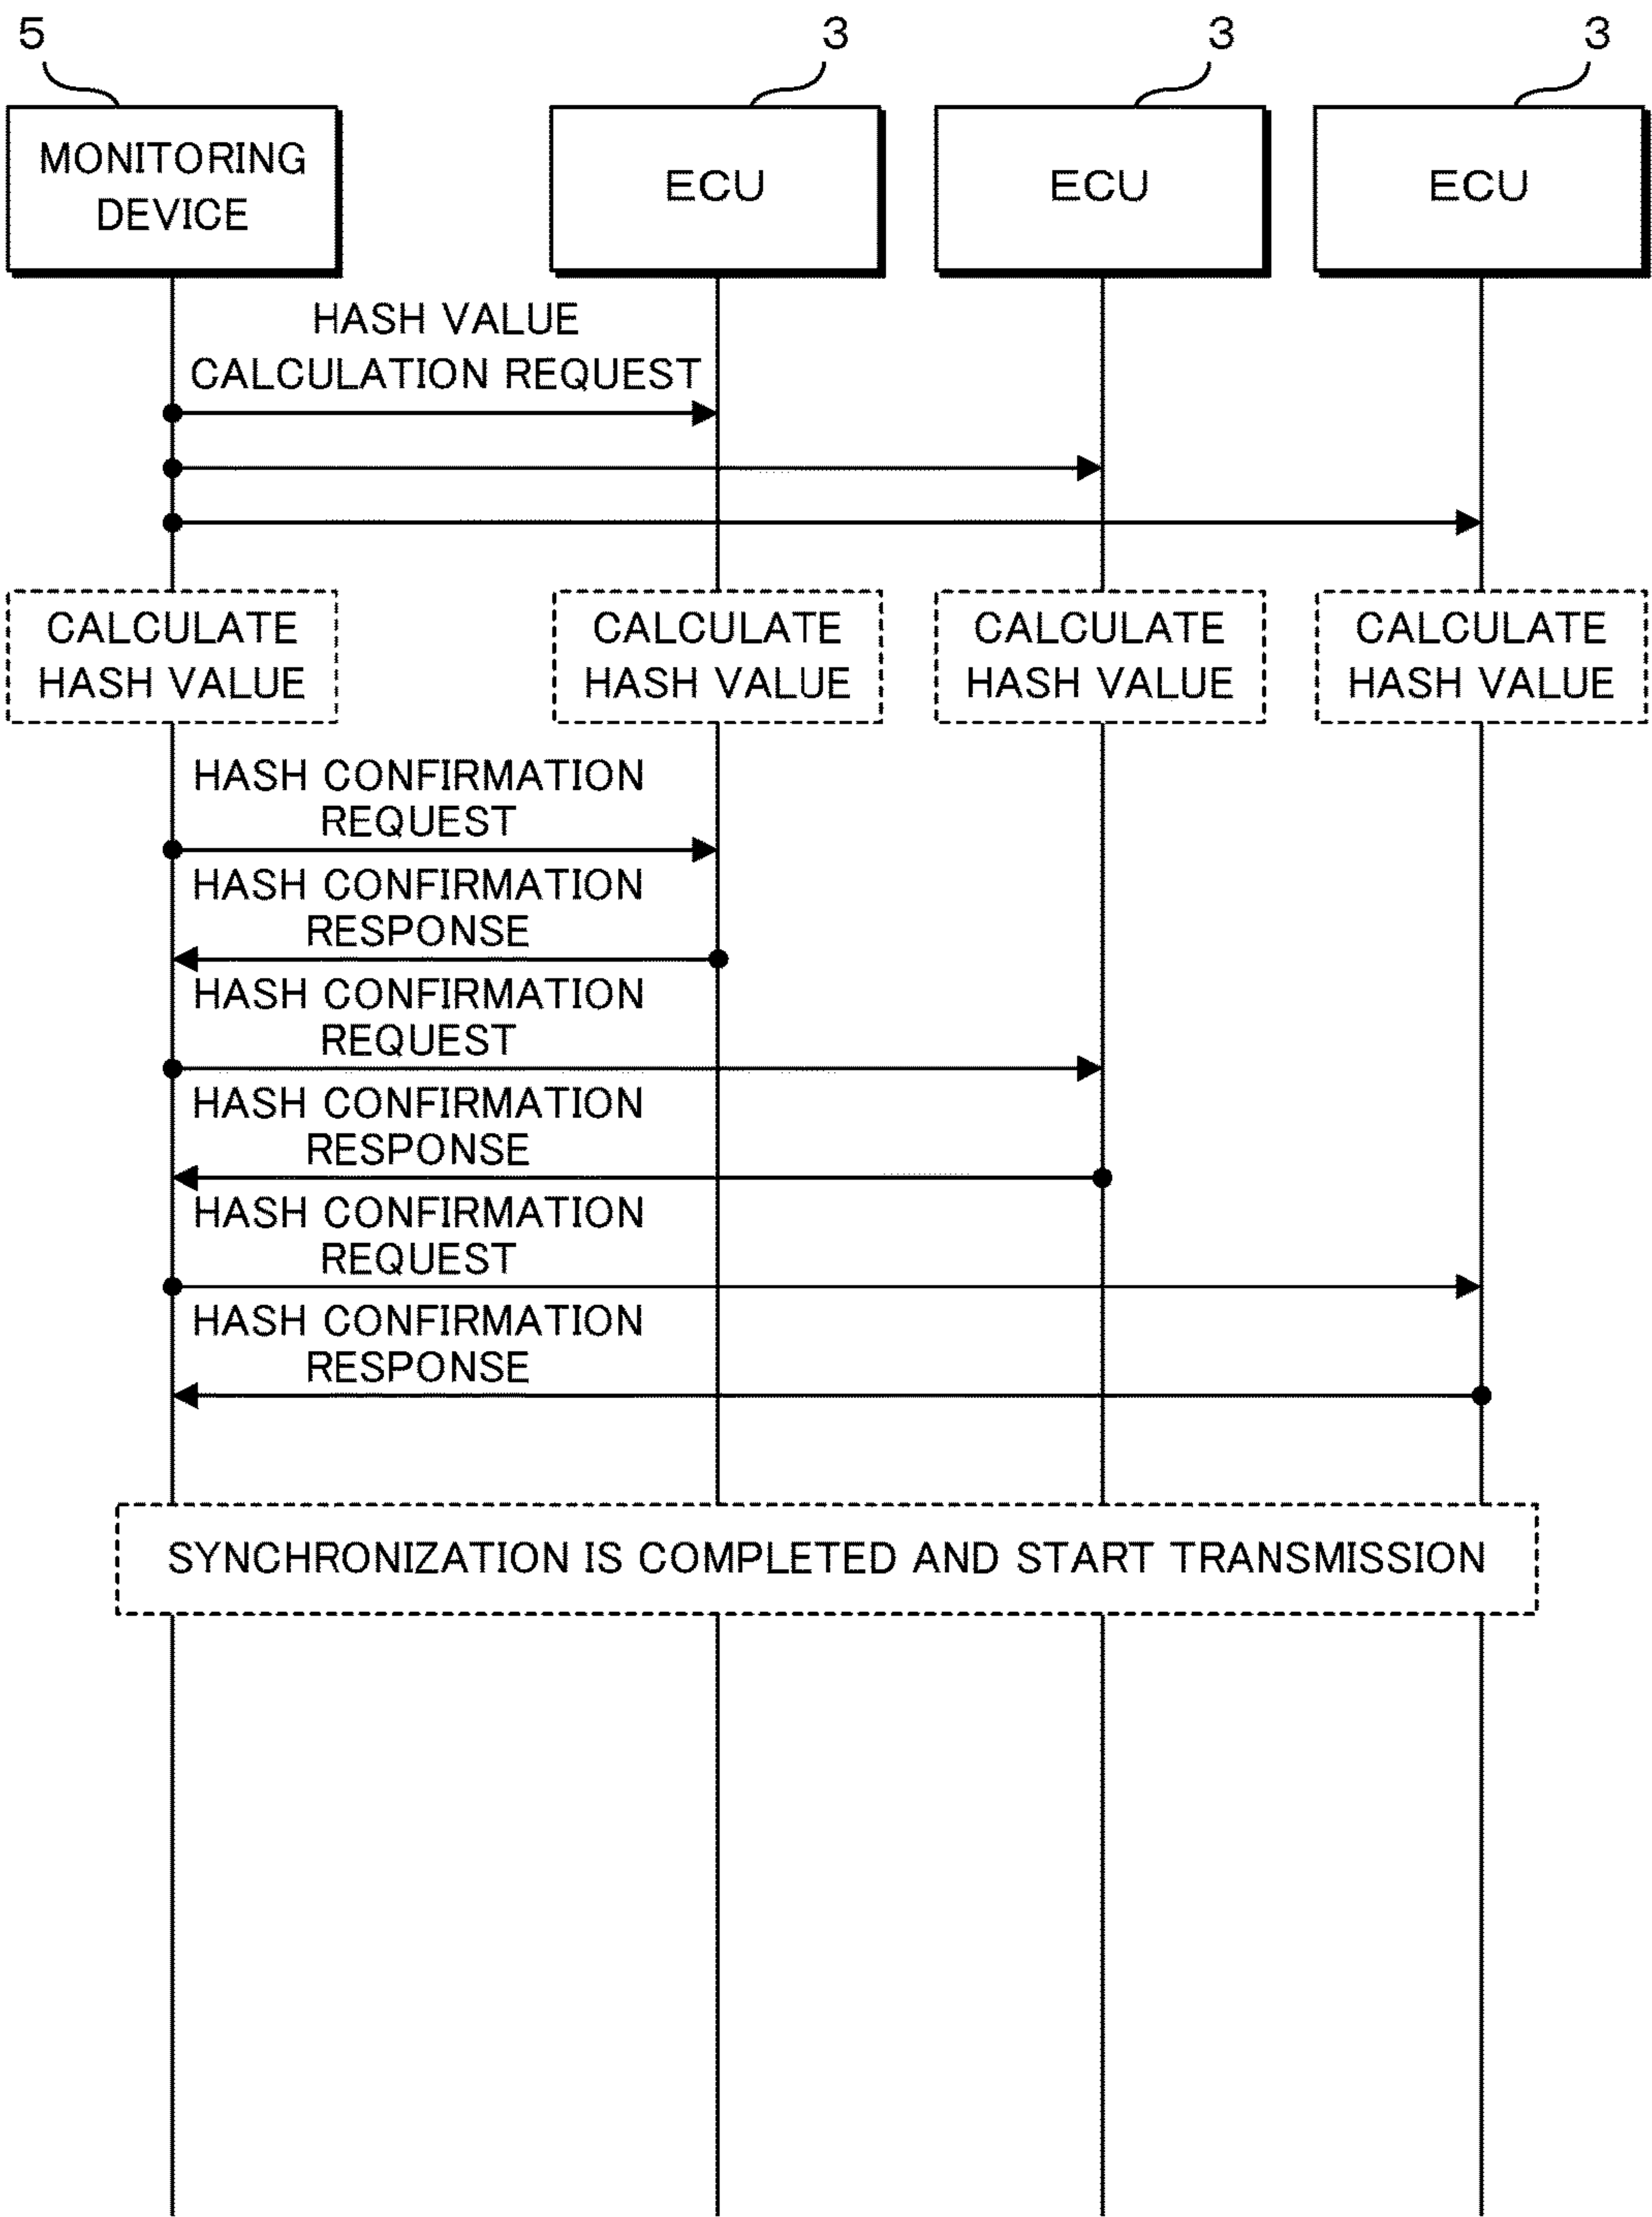 5
3
3
3
MONITORING
DEVICE
ECU
ECU
ECU
HASH VALUE
CALCULATION REQUEST
CALCULATE
HASH VALUE
CALCULATE
HASH VALUE
CALCULATE
HASH VALUE
CALCULATE
HASH VALUE
HASH CONFIRMATION
REQUEST
HASH CONFIRMATION
RESPONSE
HASH CONFIRMATION
REQUEST
HASH CONFIRMATION
RESPONSE
HASH CONFIRMATION
REQUEST
HASH CONFIRMATION
RESPONSE
SYNCHRONIZATION IS COMPLETED AND START TRANSMISSION